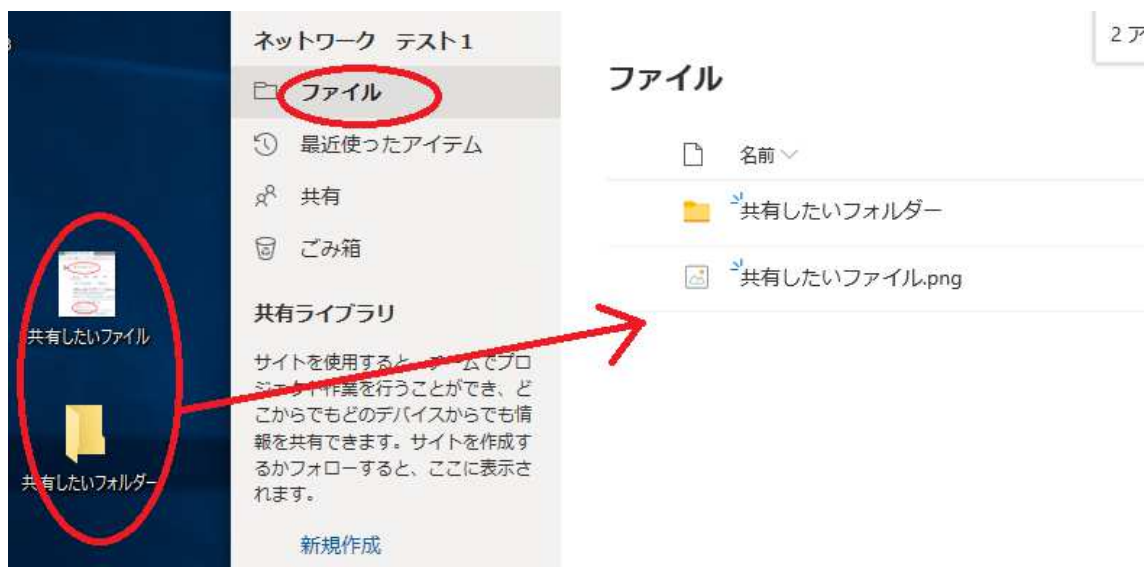 共有したいファイル
共有したいフォルダー
ネットワーク テスト1
ファイル
最近使ったアイテム
共有
ごみ箱
共有ライブラリ
サイトを使用すると、チームでプロ
ジェクト作業を行うことができ、ど
こからでもどのデバイスからでも情
報を共有できます。サイトを作成す
るかフォローすると、ここに表示さ
れます。
新規作成
2 ア
ファイル
名前
共有したいフォルダー
共有したいファイル.png